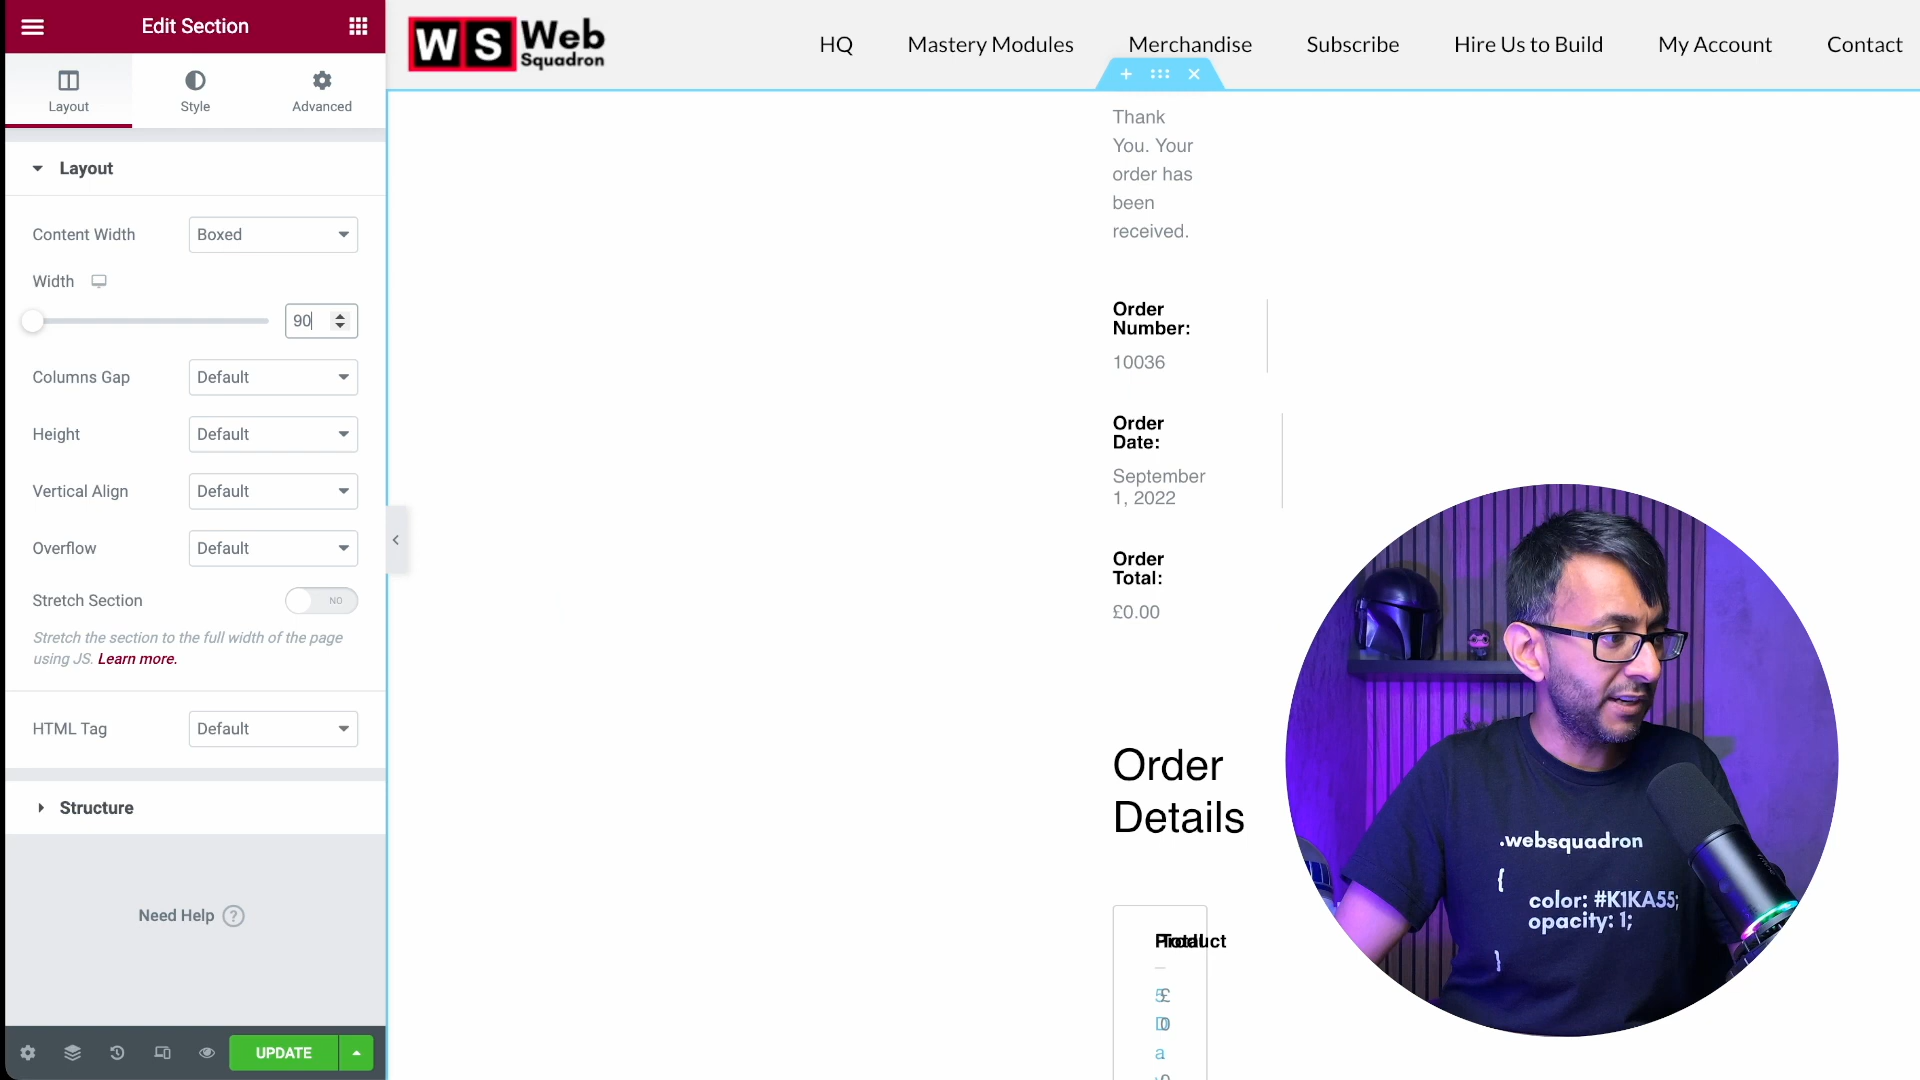 Edit Section
Layout
Style
Advanced
Layout
Content Width
Boxed
Width
90
Columns Gap
Default
Height
Default
Vertical Align
Default
Overflow
Default
Stretch Section
NO
Stretch the section to the full width of the page
using JS. Learn more.
HTML Tag
Default
Structure
Need Help ?
UPDATE
WS Web
Squadron
HQ
Mastery Modules
Merchandise
Subscribe
Hire Us to Build
My Account
Contact
Thank
You. Your
order has
been
received.
Order
Number:
10036
Order
Date:
September
1, 2022
Order
Total:
£0.00
Order
Details
.websquadron
{
color: #K1KA55;
opacity: 1;
}